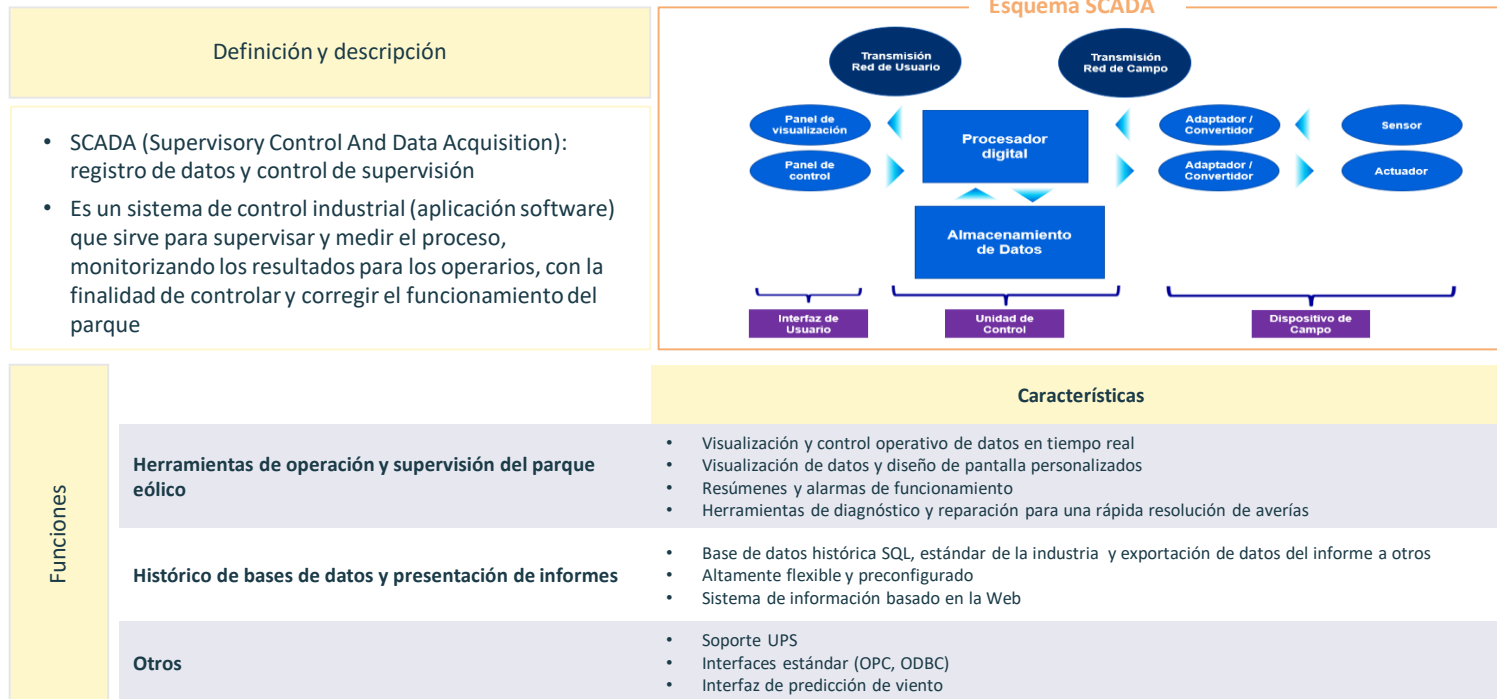 Definición y descripción
• SCADA (Supervisory Control And Data Acquisition):
registro de datos y control de supervisión
• Es un sistema de control industrial (aplicación software)
que sirve para supervisar y medir el proceso,
monitorizando los resultados para los operarios, con la
finalidad de controlar y corregir el funcionamiento del
parque
Esquema SCADA
Transmisión
Red de Usuario
Transmisión
Red de Campo
Panel de
visualización
Panel de
control
Procesador
digital
Adaptador /
Convertidor
Sensor
Adaptador /
Convertidor
Actuador
Almacenamiento
de Datos
Interfaz de
Usuario
Unidad de
Control
Dispositivo de
Campo
Funciones
Características
Herramientas de operación y supervisión del parque
eólico
• Visualización y control operativo de datos en tiempo real
• Visualización de datos y diseño de pantalla personalizados
• Resúmenes y alarmas de funcionamiento
• Herramientas de diagnóstico y reparación para una rápida resolución de averías
Histórico de bases de datos y presentación de informes
• Base de datos histórica SQL, estándar de la industria y exportación de datos del informe a otros
• Altamente flexible y preconfigurado
• Sistema de información basado en la Web
Otros
• Soporte UPS
• Interfaces estándar (OPC, ODBC)
• Interfaz de predicción de viento